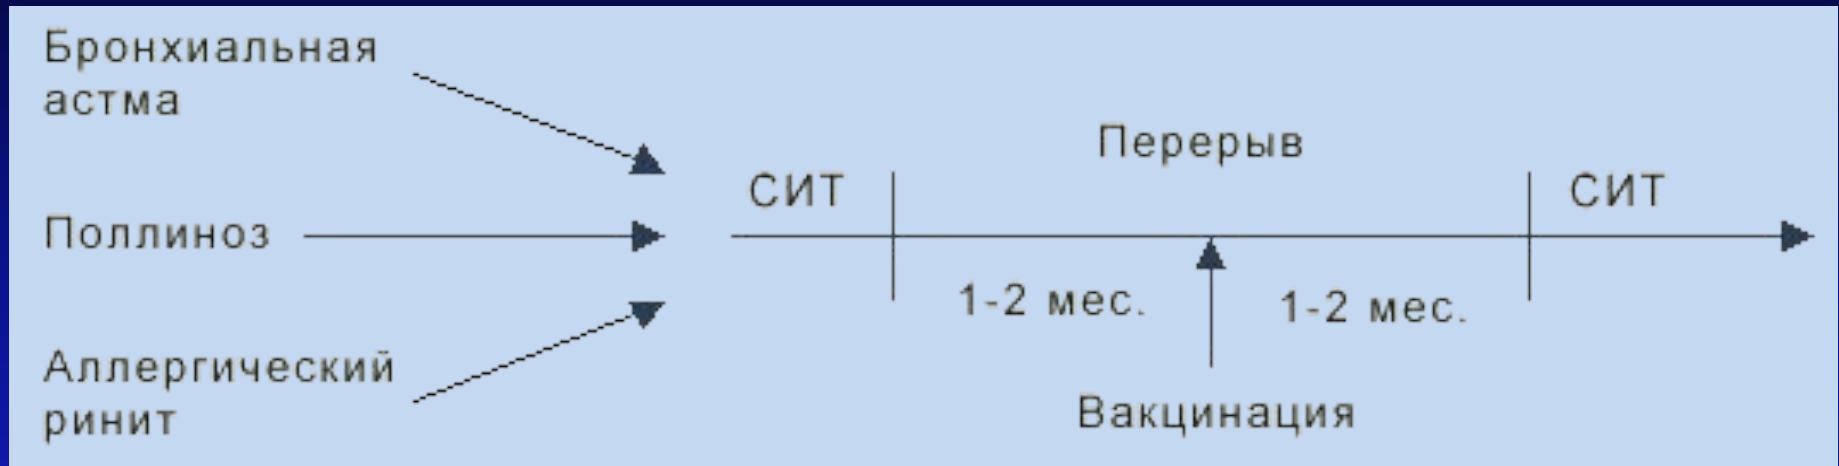 Бронхиальная
астма
Поллиноз
Аллергический
ринит
СИТ
Перерыв
СИТ
1-2 мес.
1-2 мес.
Вакцинация